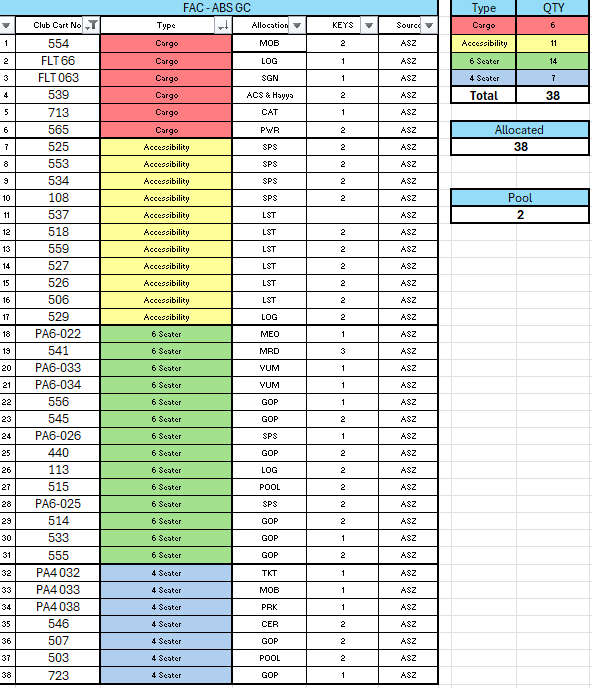 FAC - ABS GC
Club Cart No Type Allocation KEYS Source
1 554 Cargo MOB 2 ASZ
2 FLT 66 Cargo LOG 1 ASZ
3 FLT 063 Cargo SGN 1 ASZ
4 539 Cargo ACS & Hayya 2 ASZ
5 713 Cargo CAT 1 ASZ
6 565 Cargo PWR 2 ASZ
7 525 Accessibility SPS 2 ASZ
8 553 Accessibility SPS 2 ASZ
9 534 Accessibility SPS 2 ASZ
10 108 Accessibility SPS 2 ASZ
11 537 Accessibility LST ASZ
12 518 Accessibility LST 2 ASZ
13 559 Accessibility LST 2 ASZ
14 527 Accessibility LST 2 ASZ
15 526 Accessibility LST 2 ASZ
16 506 Accessibility LST 2 ASZ
17 529 Accessibility LOG 2 ASZ
18 PA6-022 6 Seater MEO 1 ASZ
19 541 6 Seater MRD 3 ASZ
20 PA6-033 6 Seater VUM 1 ASZ
21 PA6-034 6 Seater VUM 1 ASZ
22 556 6 Seater GOP 1 ASZ
23 545 6 Seater GOP 2 ASZ
24 PA6-026 6 Seater SPS 1 ASZ
25 440 6 Seater GOP 2 ASZ
26 113 6 Seater LOG 2 ASZ
27 515 6 Seater POOL 2 ASZ
28 PA6-025 6 Seater SPS 2 ASZ
29 514 6 Seater GOP 2 ASZ
30 533 6 Seater GOP 1 ASZ
31 555 6 Seater GOP 2 ASZ
32 PA4 032 4 Seater TKT 1 ASZ
33 PA4 033 4 Seater MOB 1 ASZ
34 PA4 038 4 Seater PRK 1 ASZ
35 546 4 Seater CER 2 ASZ
36 507 4 Seater GOP 2 ASZ
37 503 4 Seater POOL 2 ASZ
38 723 4 Seater GOP 1 ASZ
Type QTY
Cargo 6
Accessibility 11
6 Seater 14
4 Seater 7
Total 38
Allocated
38
Pool
2